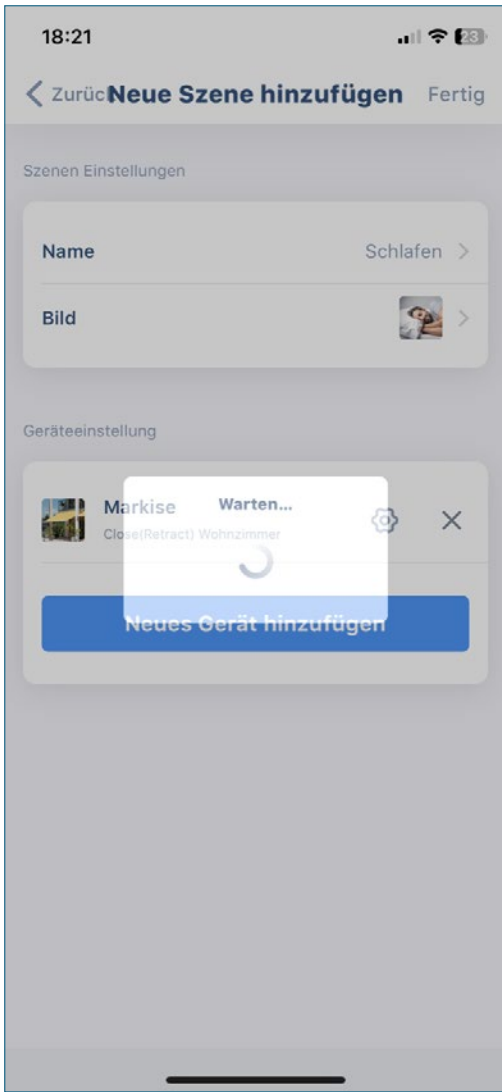 18:21
23
Zurüc Neue Szene hinzufügen Fertig
Szenen Einstellungen
Name Schlafen
Bild
Geräteeinstellung
Markise
Warten...
Close(Retract) Wohnzimmer
Neues Gerät hinzufügen